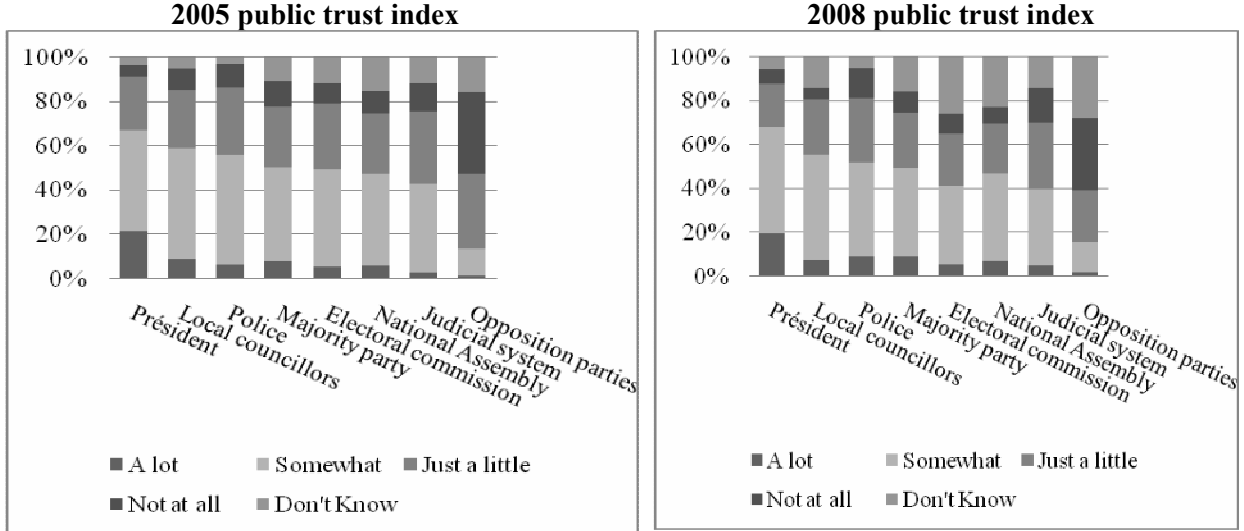 2005 public trust index
100%
80%
60%
40%
20%
0%
Président
Local councillors
Police
Majority party
Electoral commission
National Assembly
Judicial system
Opposition parties
A lot Somewhat Just a little
Not at all Don't Know
2008 public trust index
100%
80%
60%
40%
20%
0%
Président
Local councillors
Police
Majority party
Electoral commission
National Assembly
Judicial system
Opposition parties
A lot Somewhat Just a little
Not at all Don't Know